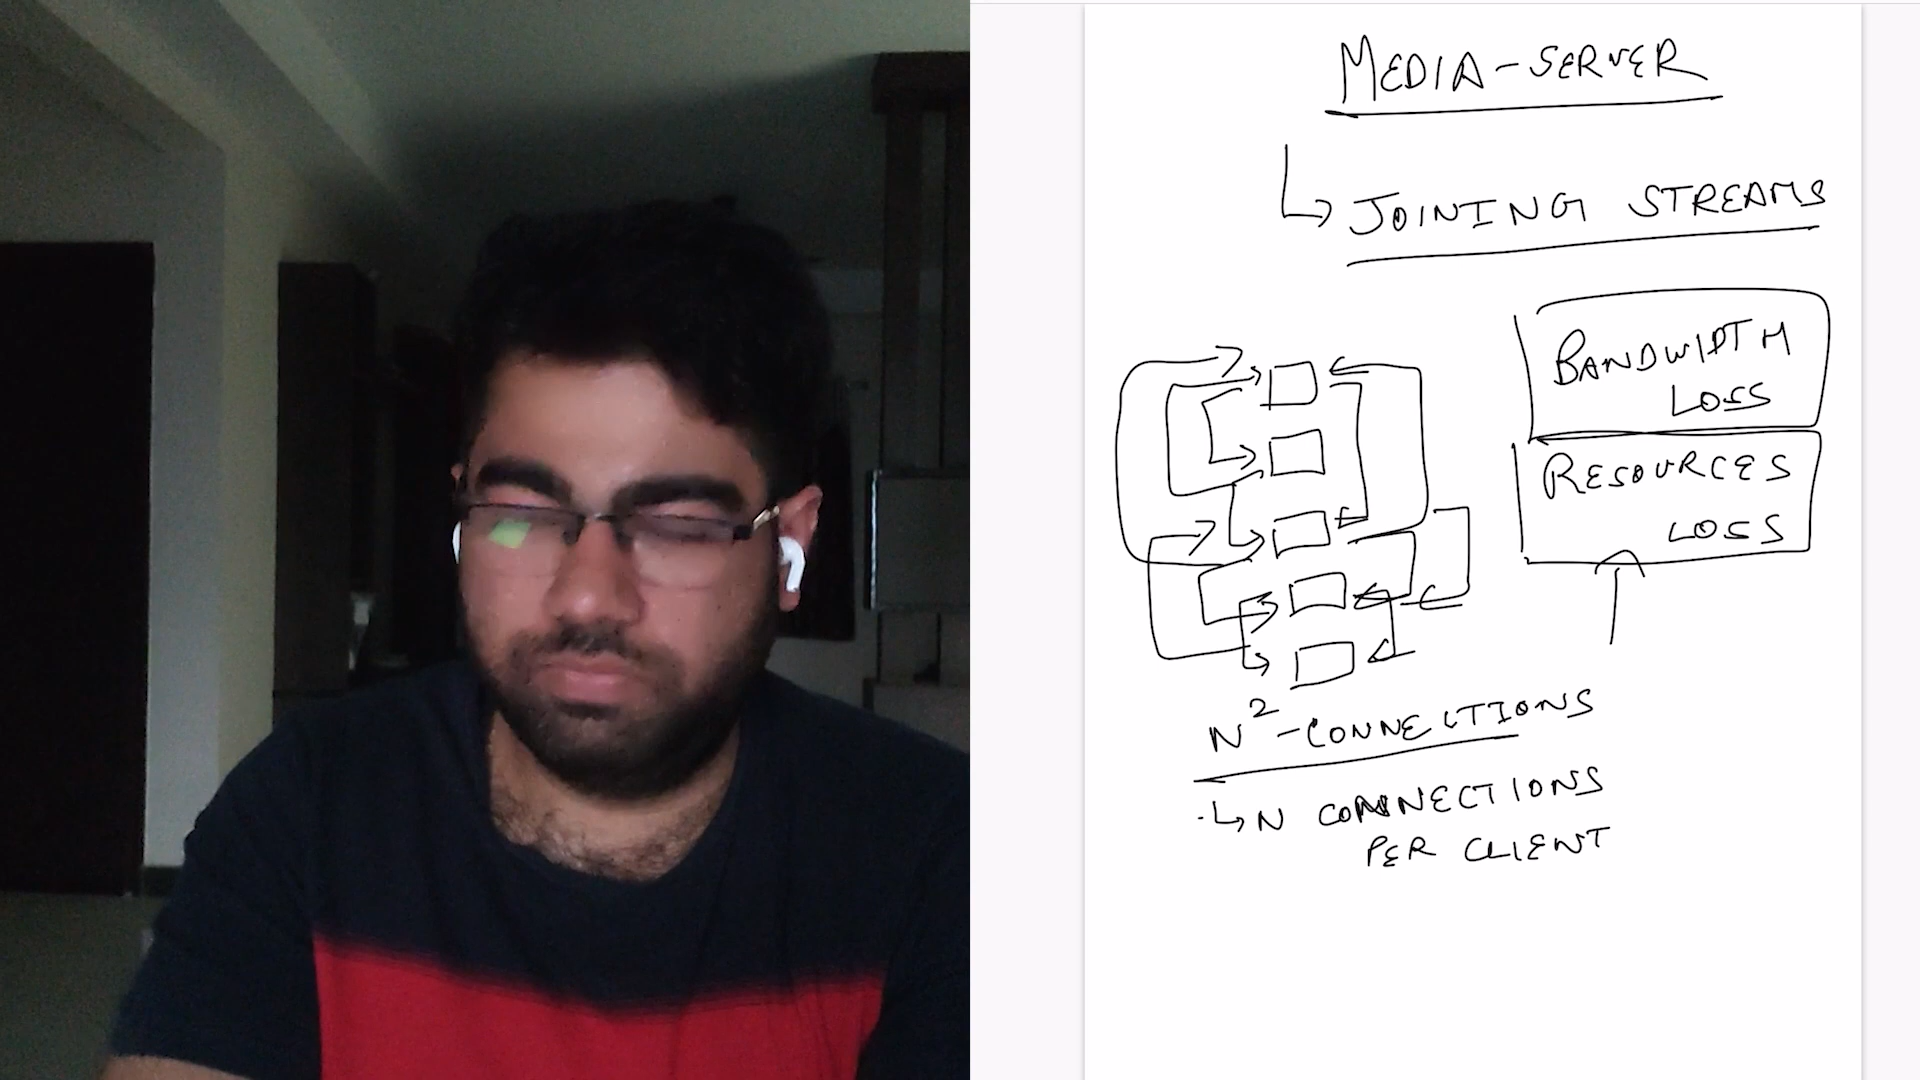 MEDIA-SERVER
↳ JOINING STREAMS
BANDWIDTH
LOSS
RESOURCES
LOSS
N²-CONNECTIONS
↳ N CONNECTIONS
PER CLIENT